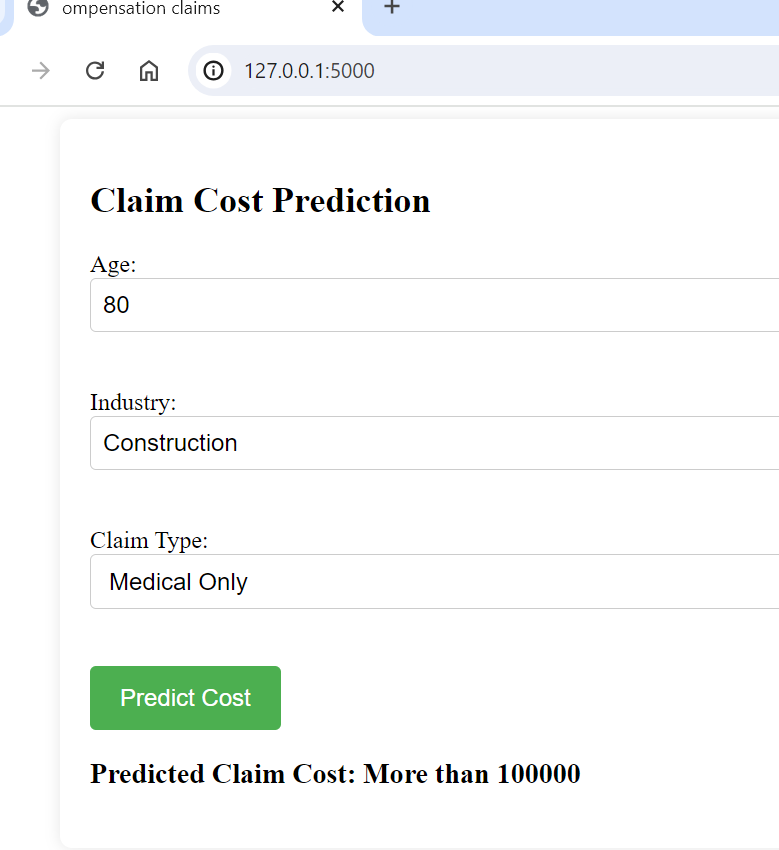 ompensation claims
127.0.0.1:5000
Claim Cost Prediction
Age:
80
Industry:
Construction
Claim Type:
Medical Only
Predict Cost
Predicted Claim Cost: More than 100000